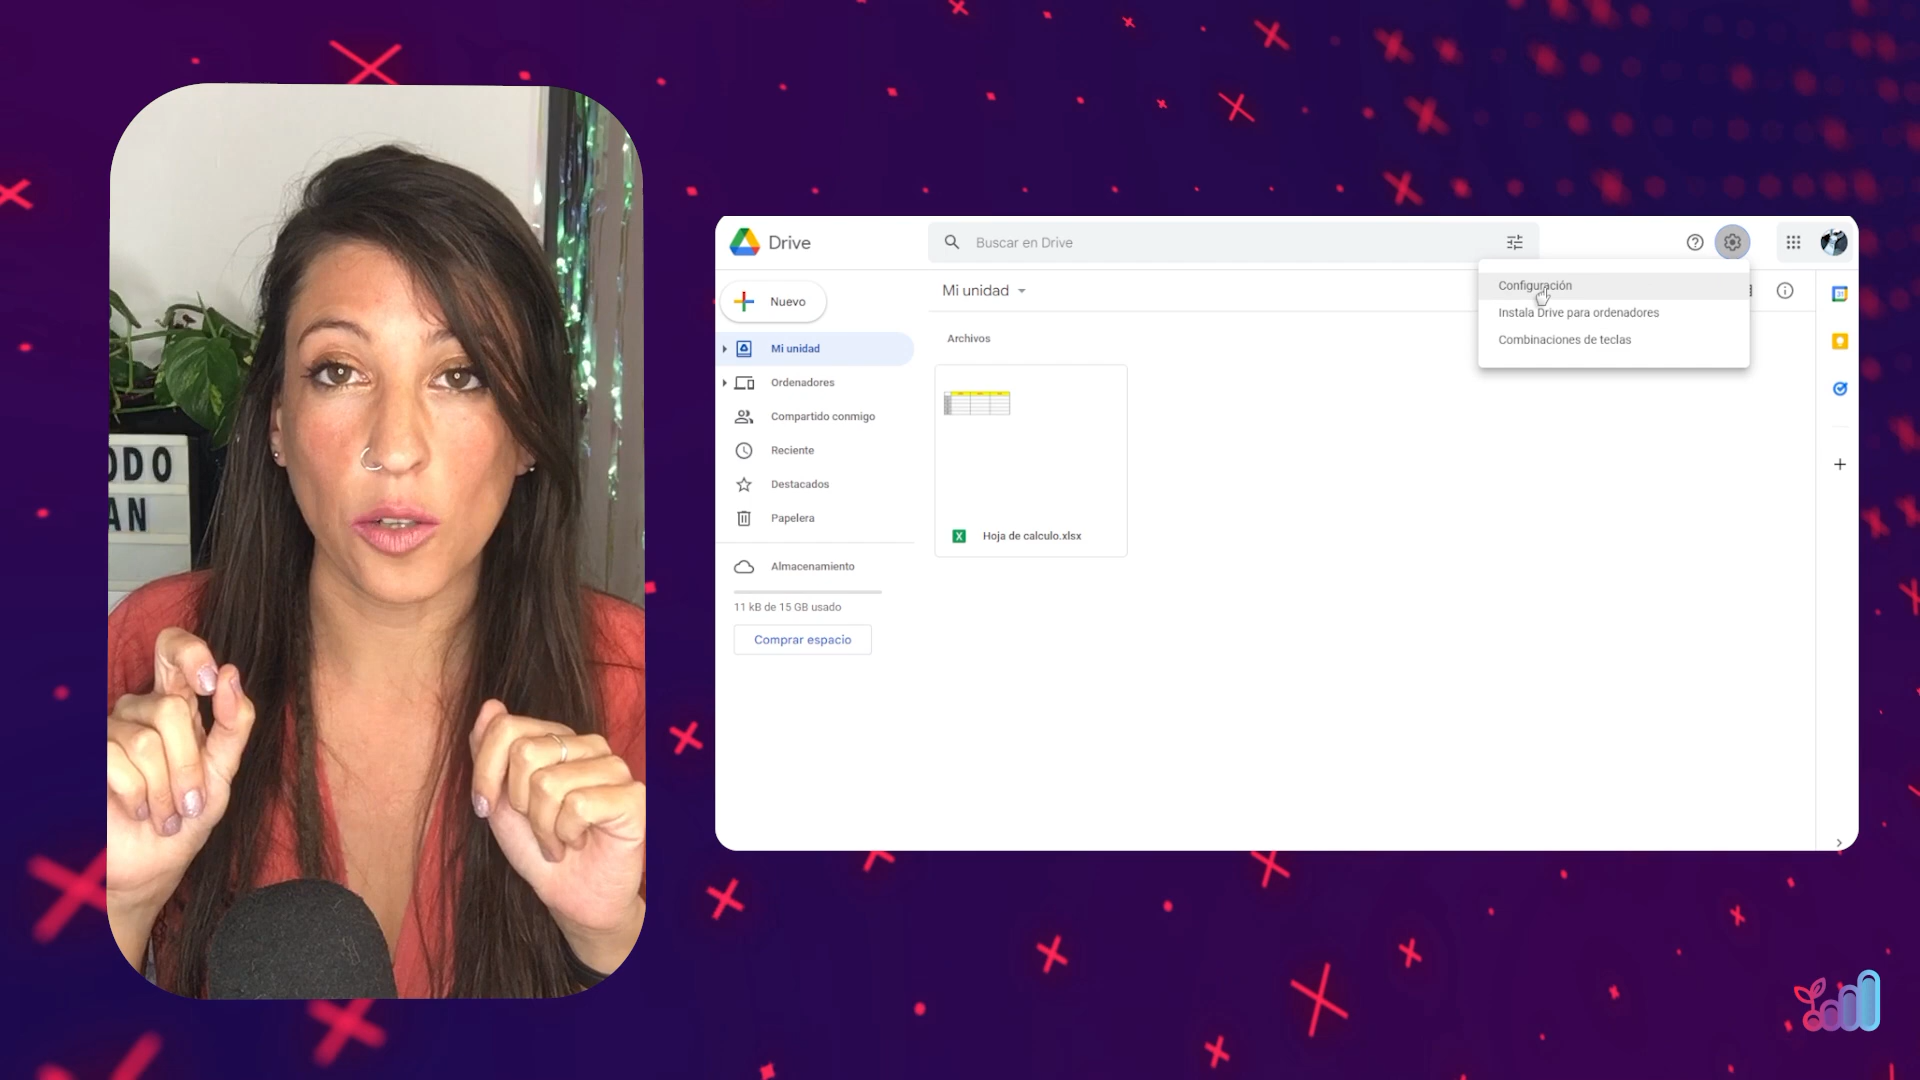 ODO
AN
Drive
Buscar en Drive
Nuevo
Mi unidad
Configuración
Instala Drive para ordenadores
Combinaciones de teclas
Archivos
Mi unidad
Ordenadores
Compartido conmigo
Reciente
Destacados
Papelera
Almacenamiento
11 kB de 15 GB usado
Comprar espacio
Hoja de calculo.xlsx